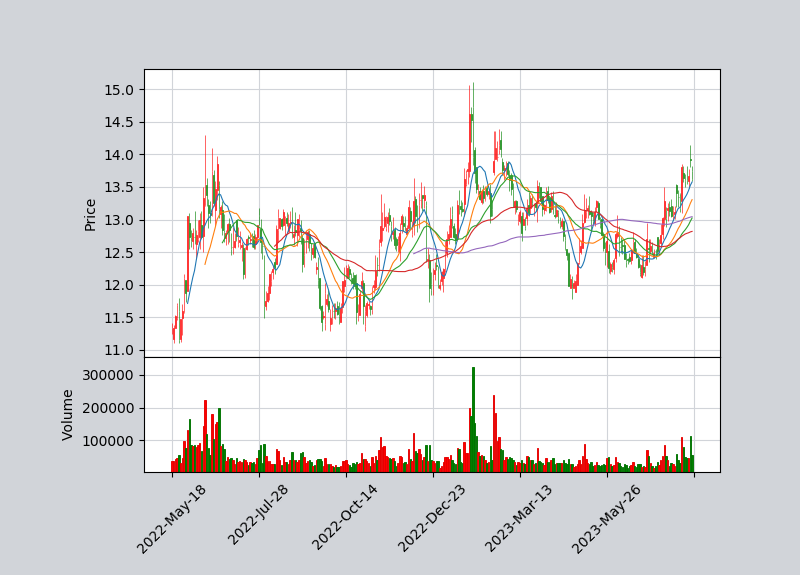 Price
15.0
14.5
14.0
13.5
13.0
12.5
12.0
11.5
11.0
Volume
300000
200000
100000
2022-May-18
2022-Jul-28
2022-Oct-14
2022-Dec-23
2023-Mar-13
2023-May-26